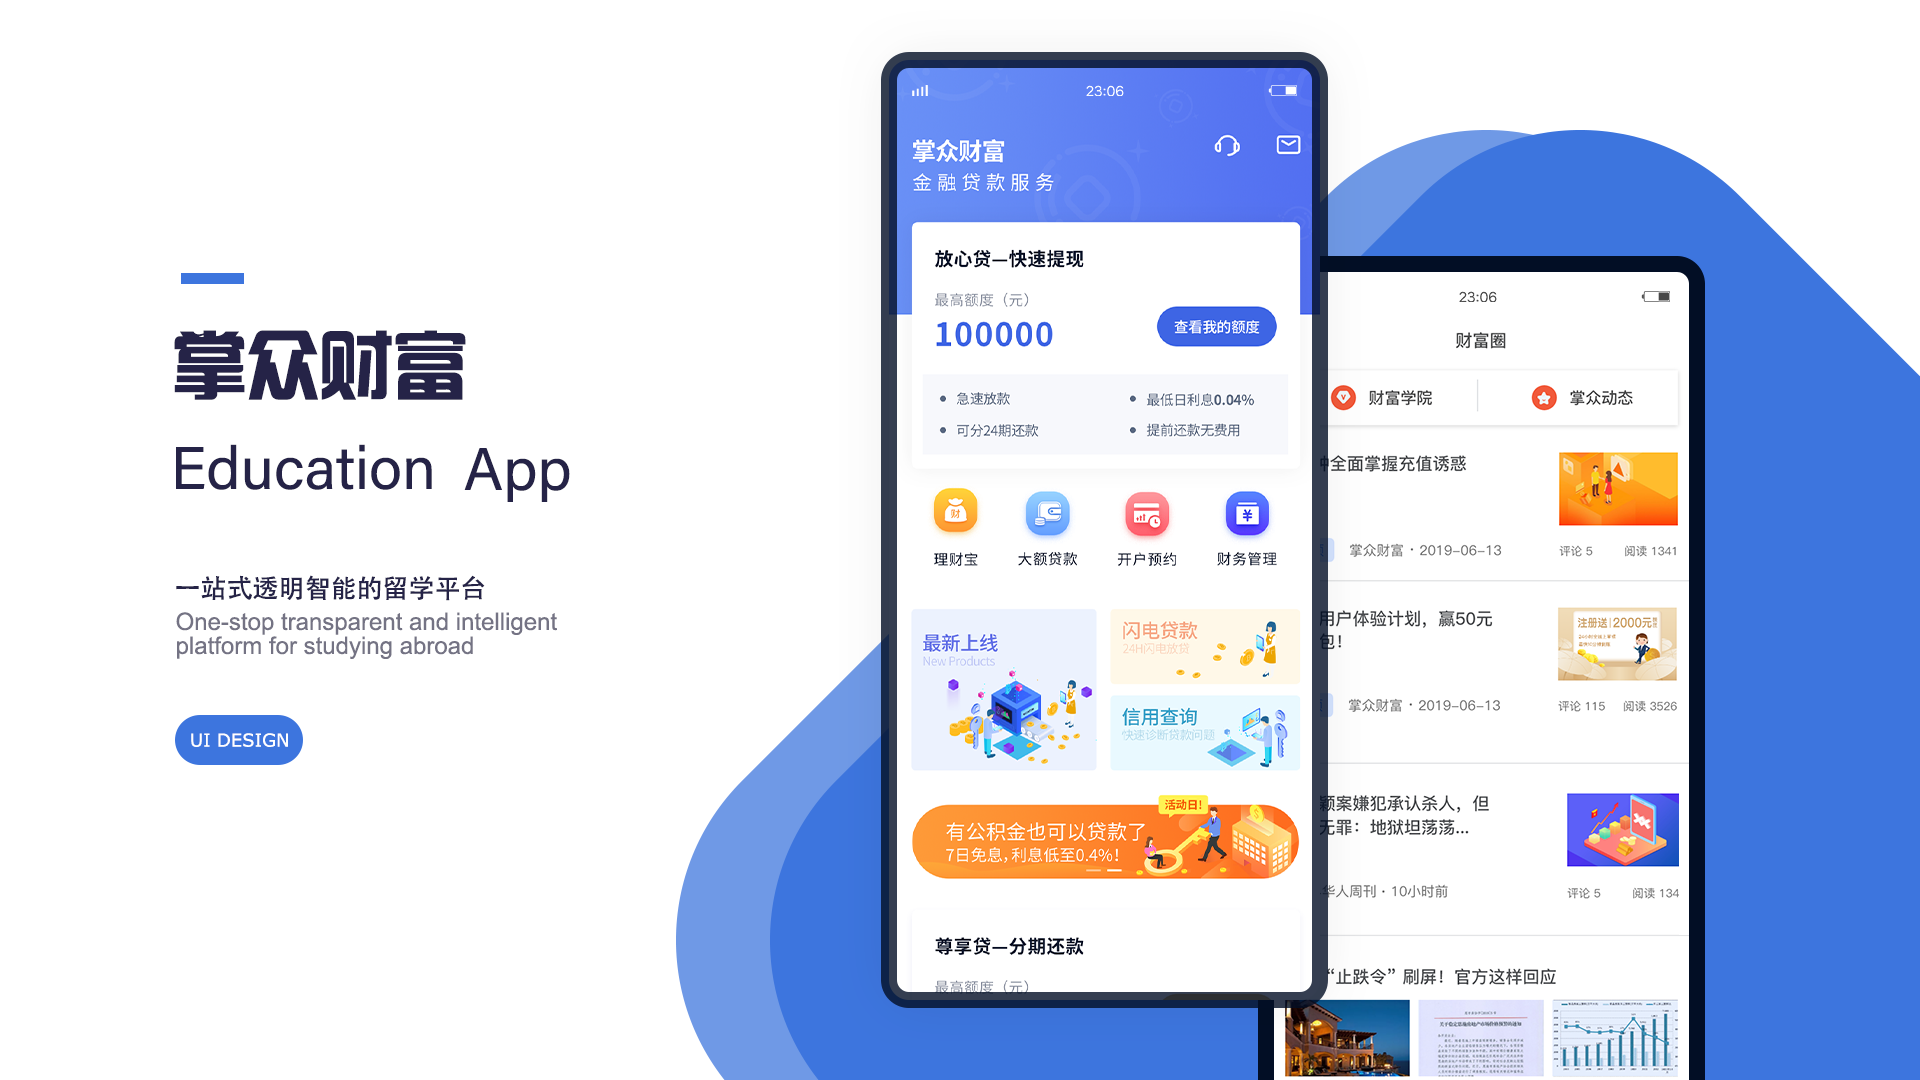 掌众财富
Education App
一站式透明智能的留学平台
One-stop transparent and intelligent
platform for studying abroad
UI DESIGN
23:06
掌众财富
金融贷款服务
放心贷—快速提现
最高额度（元）
100000
查看我的额度
急速放款
最低日利息0.04%
可分24期还款
提前还款无费用
理财宝
大额贷款
开户预约
财务管理
最新上线
New Products
闪电贷款
24H闪电放贷
信用查询
快速诊断贷款问题
活动日!
有公积金也可以贷款了
7日免息,利息低至0.4%!
尊享贷—分期还款
最高额度（元）
23:06
财富圈
财富学院
掌众动态
全面掌握充值诱惑
掌众财富・2019-06-13
评论 5
阅读 1341
用户体验计划，赢50元
包！
注册送 2000元
掌众财富・2019-06-13
评论 115
阅读 3526
颖案嫌犯承认杀人，但
无罪：地狱坦荡荡...
华人周刊・10小时前
评论 5
阅读 134
“止跌令”刷屏！官方这样回应